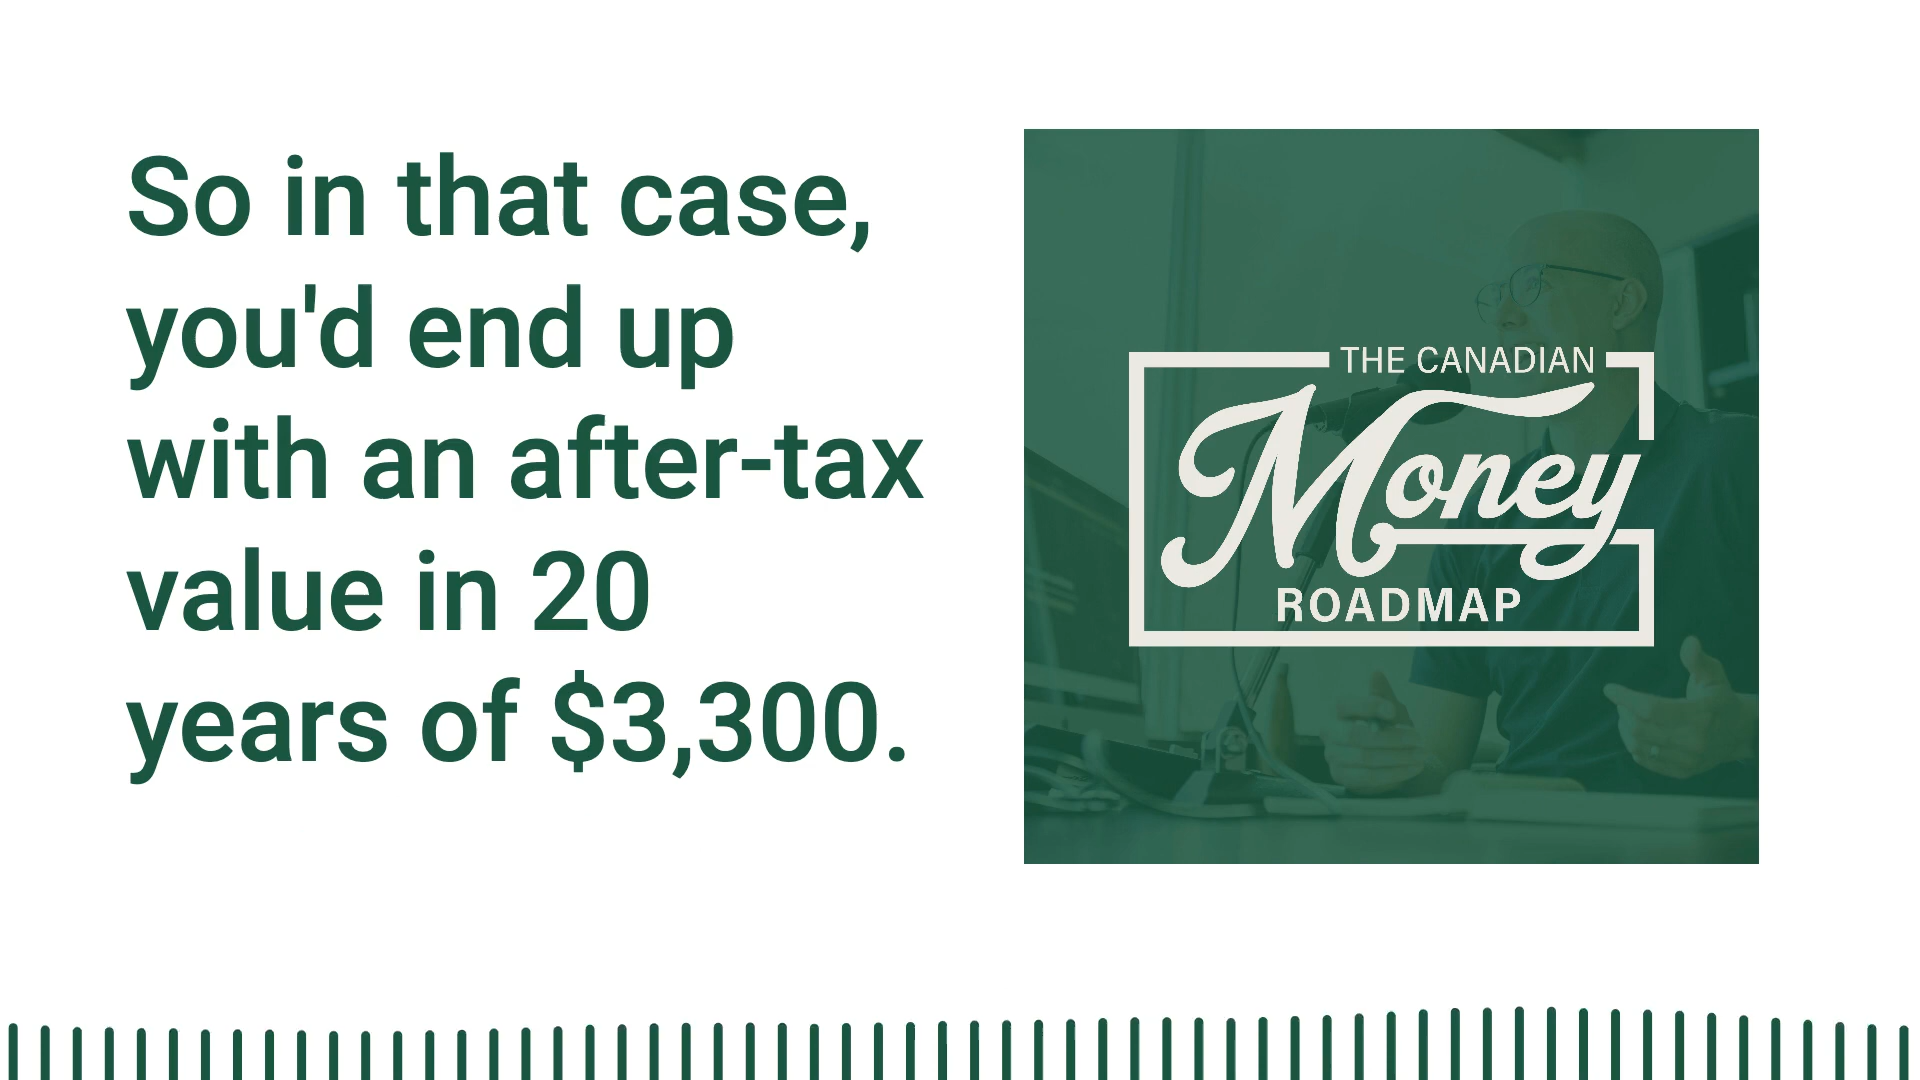 So in that case,
you'd end up
with an after-tax
value in 20
years of $3,300.
THE CANADIAN
Money
ROADMAP